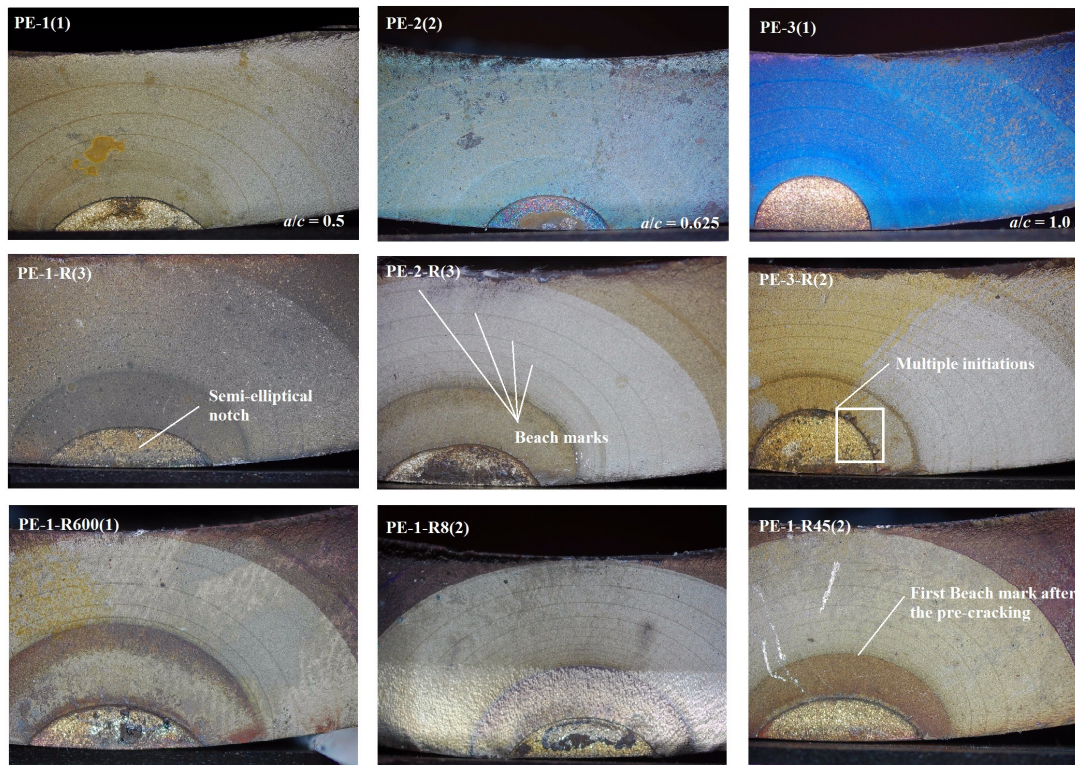 PE-1(1)
a/c = 0.5
PE-2(2)
a/c = 0.625
PE-3(1)
a/c = 1.0
PE-1-R(3)
Semi-elliptical
notch
PE-2-R(3)
Beach marks
PE-3-R(2)
Multiple initiations
PE-1-R600(1)
PE-1-R8(2)
PE-1-R45(2)
First Beach mark after
the pre-cracking